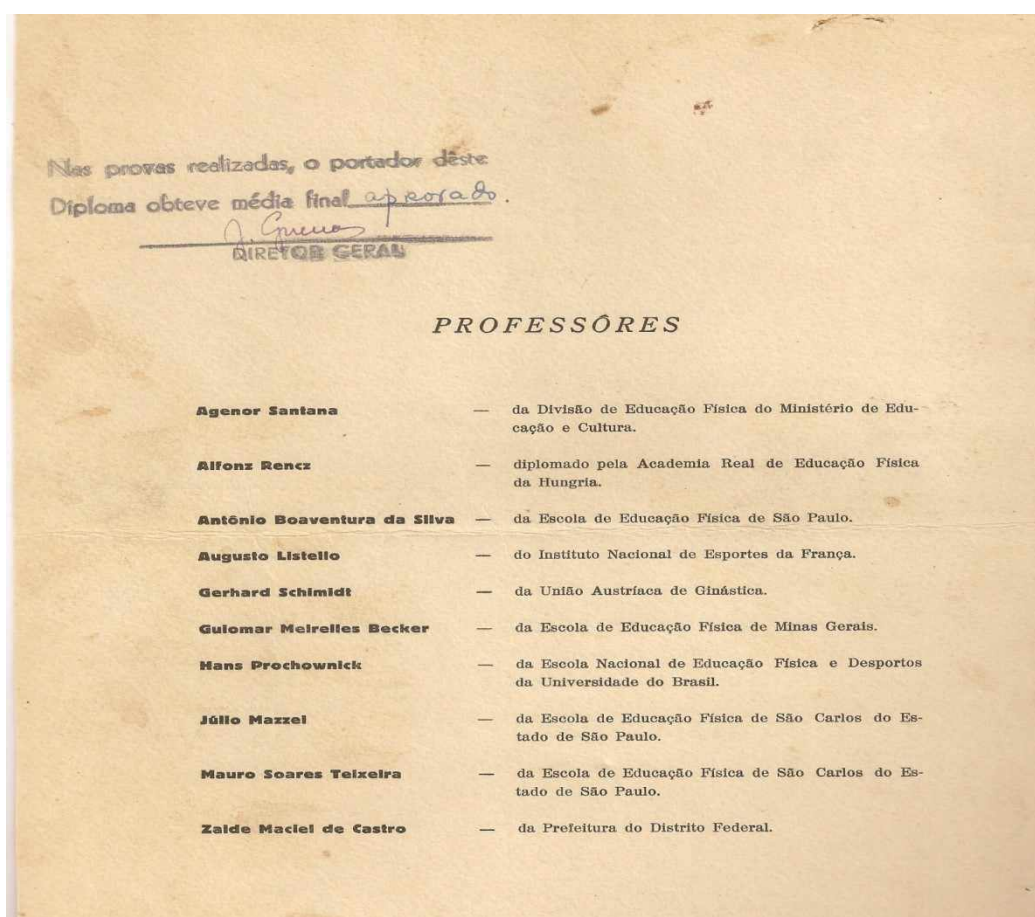 Nas provas realizadas, o portador dêste
Diploma obteve média final aprovado.
DIRETOR GERAL
PROFESSÔRES
Agenor Santana — da Divisão de Educação Física do Ministério de Edu-
cação e Cultura.
Alfonz Rencz — diplomado pela Academia Real de Educação Física
da Hungria.
Antônio Boaventura da Silva — da Escola de Educação Física de São Paulo.
Augusto Listello — do Instituto Nacional de Esportes da França.
Gerhard Schimidt — da União Austríaca de Ginástica.
Guiomar Meirelles Becker — da Escola de Educação Física de Minas Gerais.
Hans Prochownick — da Escola Nacional de Educação Física e Desportos
da Universidade do Brasil.
Júlio Mazzei — da Escola de Educação Física de São Carlos do Es-
tado de São Paulo.
Mauro Soares Teixeira — da Escola de Educação Física de São Carlos do Es-
tado de São Paulo.
Zaide Maciel de Castro — da Prefeitura do Distrito Federal.